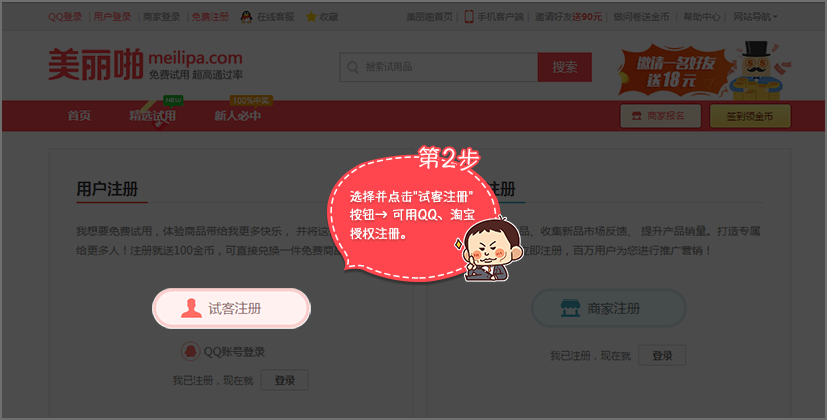 QQ登录 | 用户登录 | 商家登录 | 免费注册 在线客服 收藏 美丽啪首页 | 手机客户端 | 邀请好友送90元 | 做问卷送金币 | 帮助中心 | 网站导航
美丽啪 meilipa.com
免费试用 超高通过率
搜索试用品 搜索
邀请一名好友
送18元
首页 精选试用 NEW 新人必中 100%中奖 商家报名 签到领金币
第2步
选择并点击"试客注册"
按钮→ 可用QQ、淘宝
授权注册。
用户注册
我想要免费试用，体验商品带给我更多快乐， 并将这
给更多人！注册就送100金币，可直接兑换一件免费商
试客注册
QQ账号登录
我已注册，现在就 登录
注册
品、收集新品市场反馈、 提升产品销量。打造专属
即注册，百万用户为您进行推广营销！
商家注册
我已注册，现在就 登录